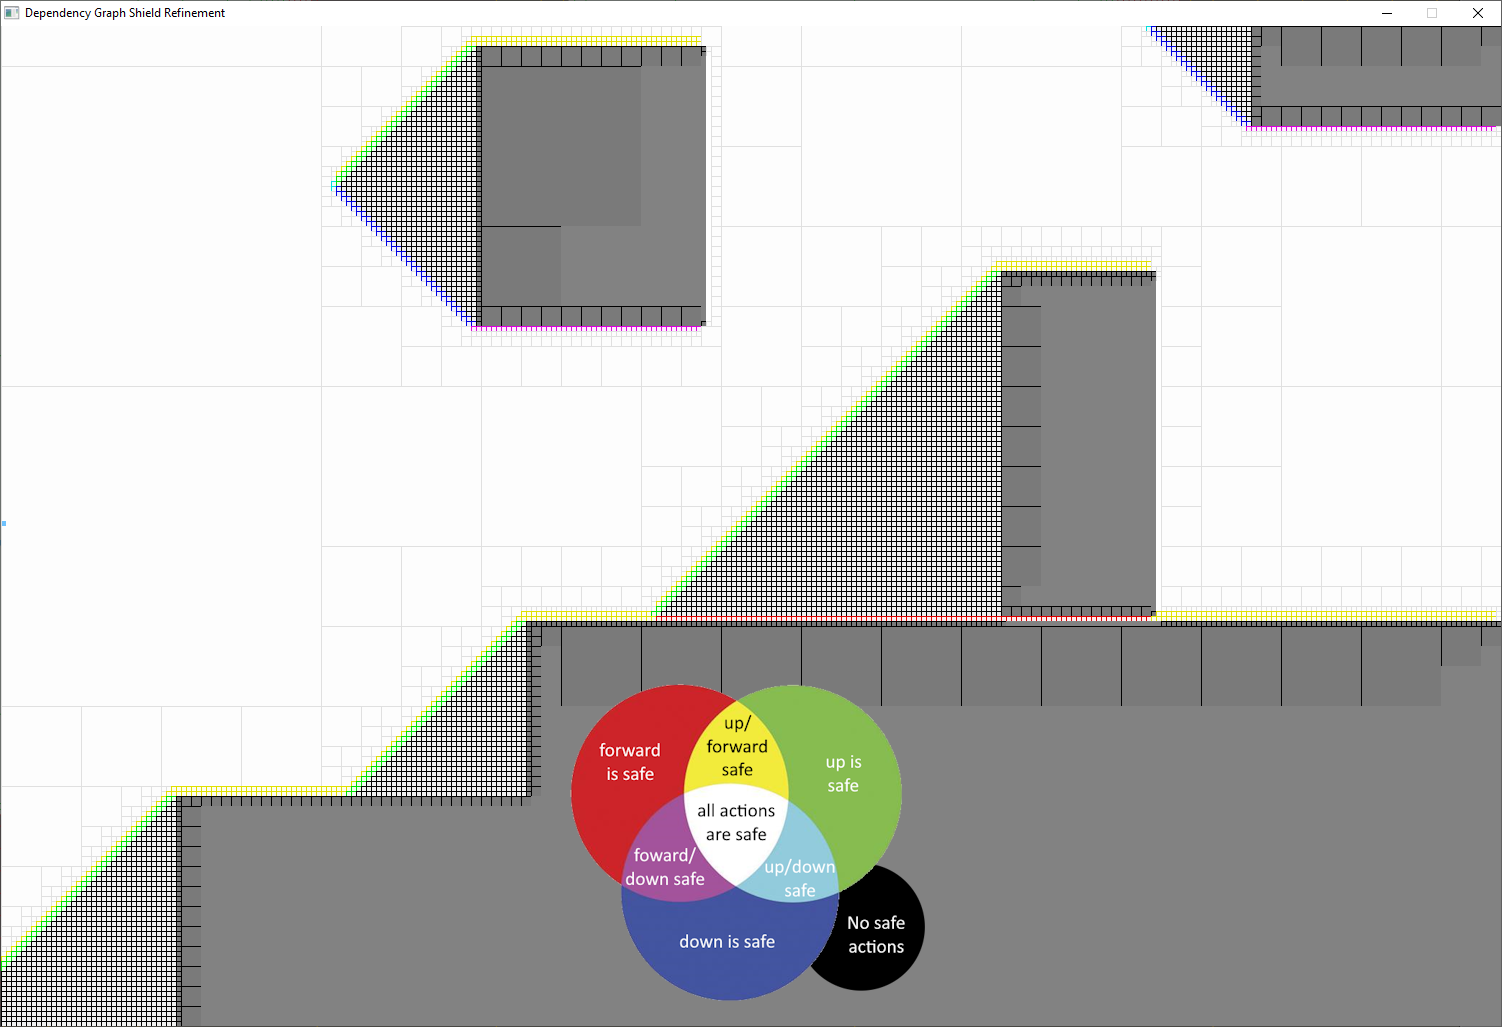 Dependency Graph Shield Refinement
forward
is safe
up/
forward
safe
up is
safe
all actions
are safe
foward/
down safe
up/down
safe
down is safe
No safe
actions